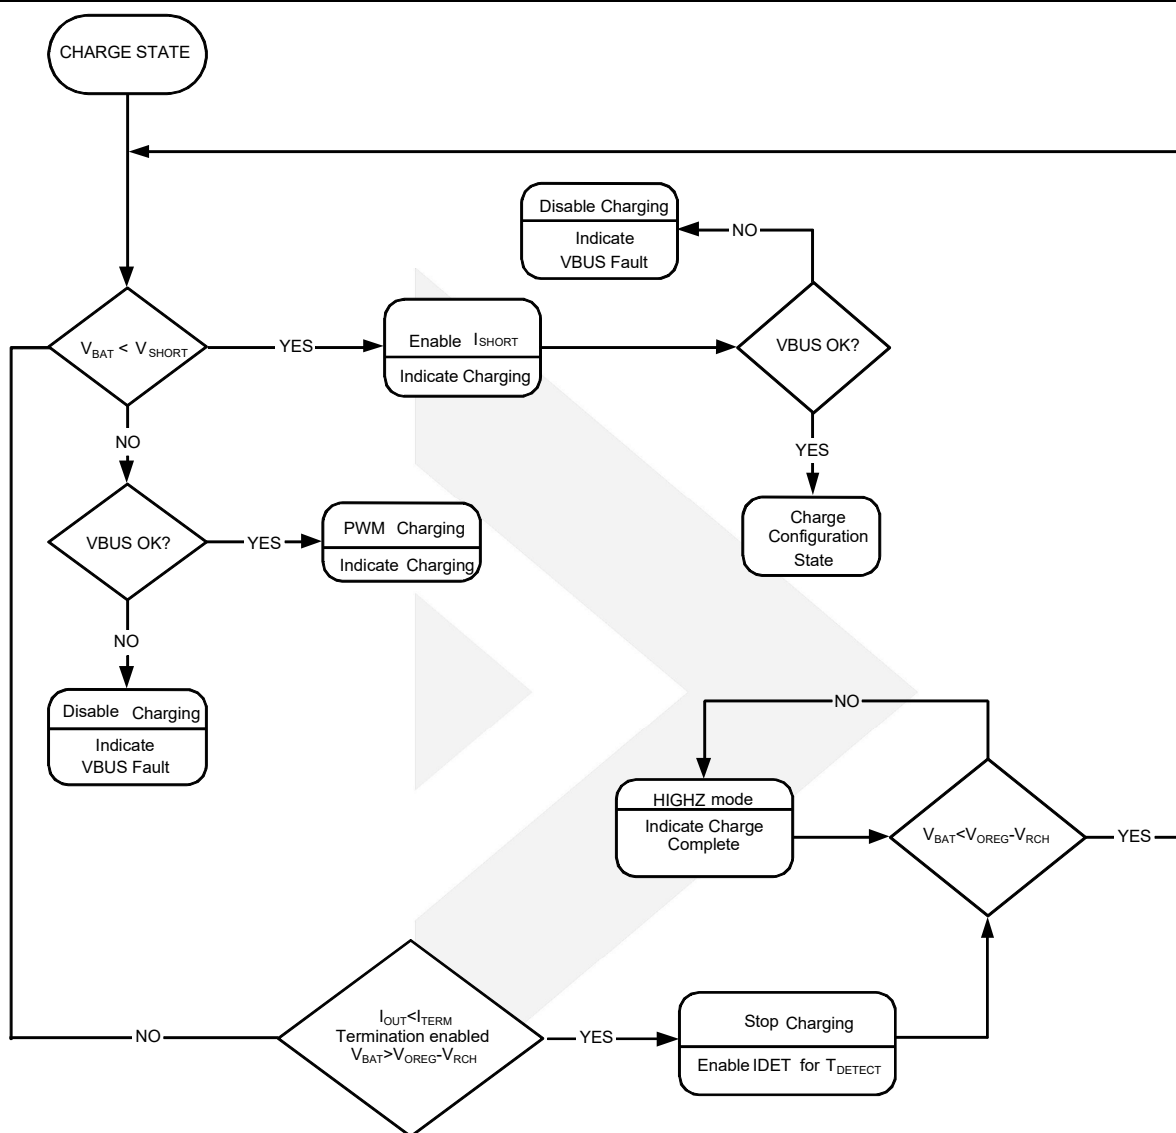 CHARGE STATE
Disable Charging
Indicate
VBUS Fault
NO
VBAT < VSHORT
YES
Enable ISHORT
Indicate Charging
VBUS OK?
NO
YES
VBUS OK?
YES
PWM Charging
Indicate Charging
Charge
Configuration
State
NO
Disable Charging
Indicate
VBUS Fault
NO
HIGHZ mode
Indicate Charge
Complete
VBAT<VOREG-VRCH
YES
NO
IOUT<ITERM
Termination enabled
VBAT>VOREG-VRCH
YES
Stop Charging
Enable IDET for TDETECT